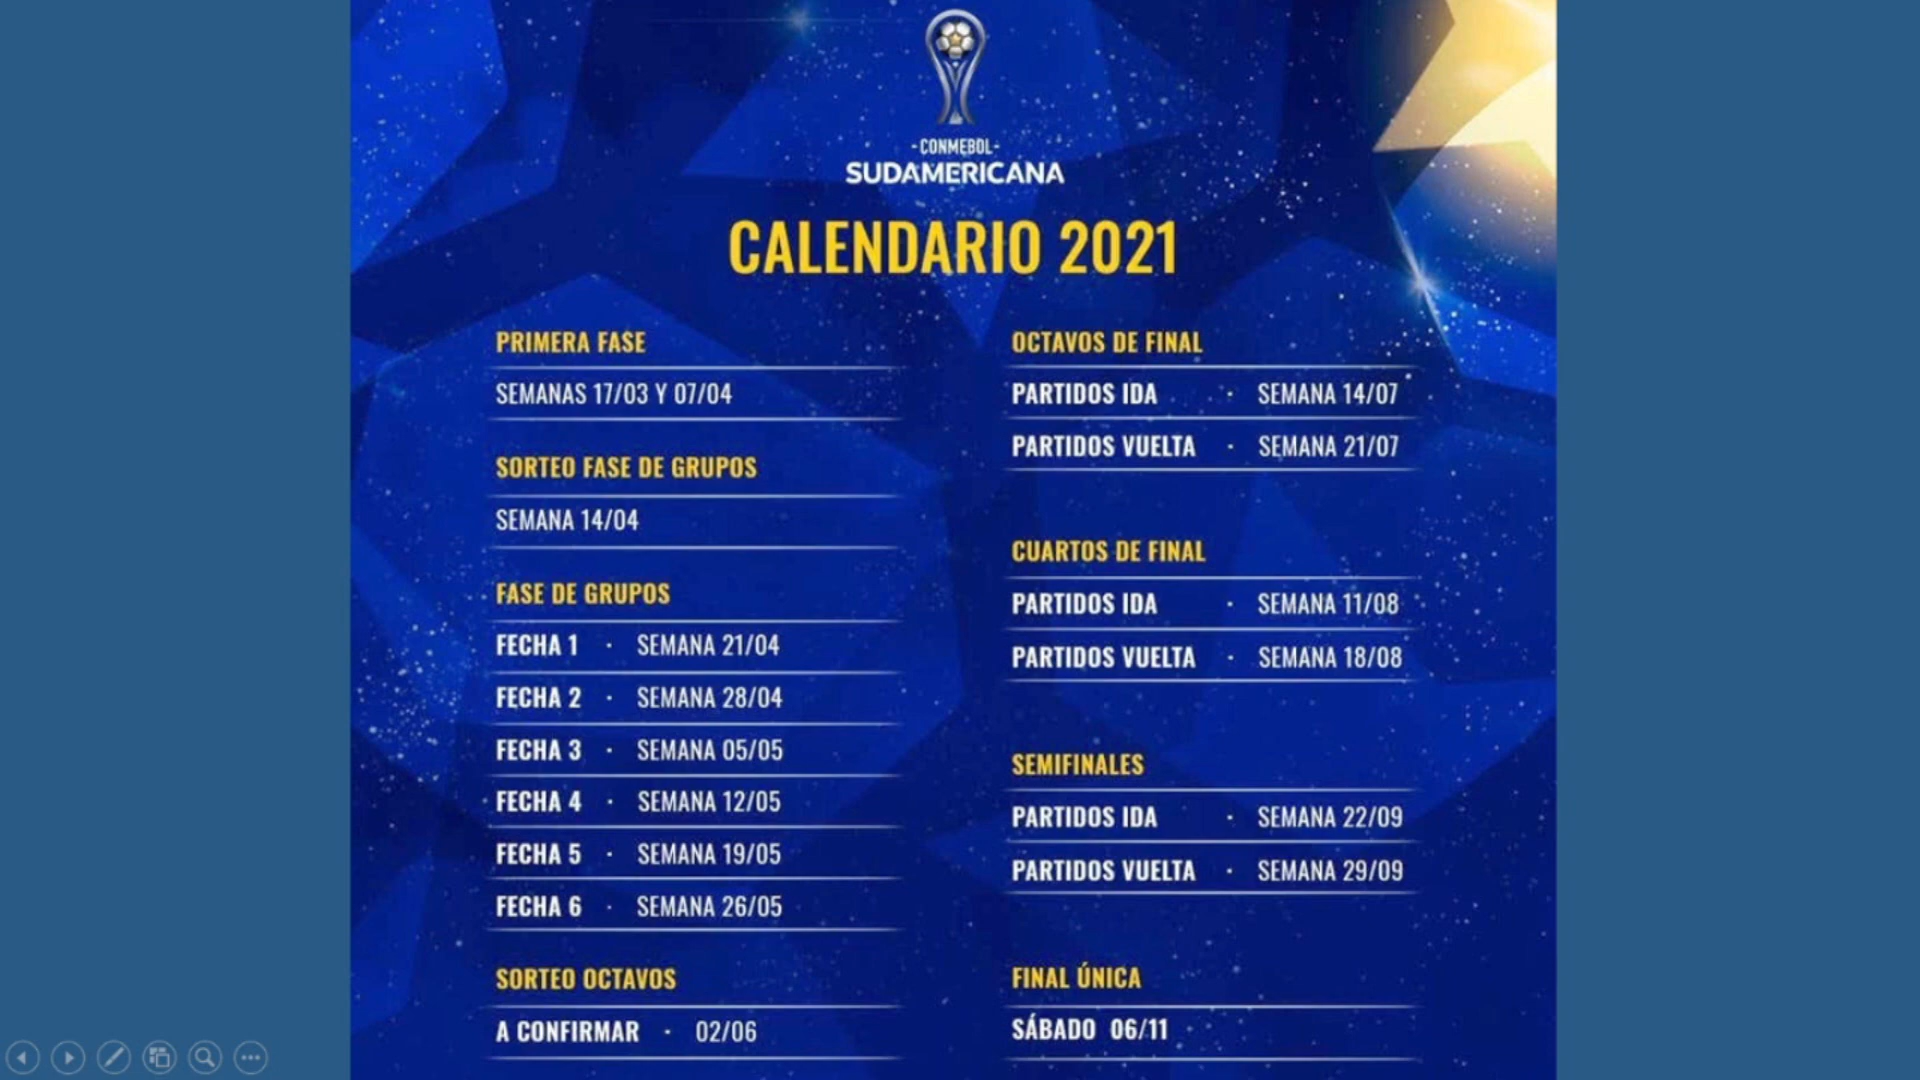 -CONMEBOL-
SUDAMERICANA
CALENDARIO 2021
PRIMERA FASE
SEMANAS 17/03 Y 07/04
SORTEO FASE DE GRUPOS
SEMANA 14/04
FASE DE GRUPOS
FECHA 1 · SEMANA 21/04
FECHA 2 · SEMANA 28/04
FECHA 3 · SEMANA 05/05
FECHA 4 · SEMANA 12/05
FECHA 5 · SEMANA 19/05
FECHA 6 · SEMANA 26/05
SORTEO OCTAVOS
A CONFIRMAR · 02/06
OCTAVOS DE FINAL
PARTIDOS IDA · SEMANA 14/07
PARTIDOS VUELTA · SEMANA 21/07
CUARTOS DE FINAL
PARTIDOS IDA · SEMANA 11/08
PARTIDOS VUELTA · SEMANA 18/08
SEMIFINALES
PARTIDOS IDA · SEMANA 22/09
PARTIDOS VUELTA · SEMANA 29/09
FINAL ÚNICA
SÁBADO 06/11